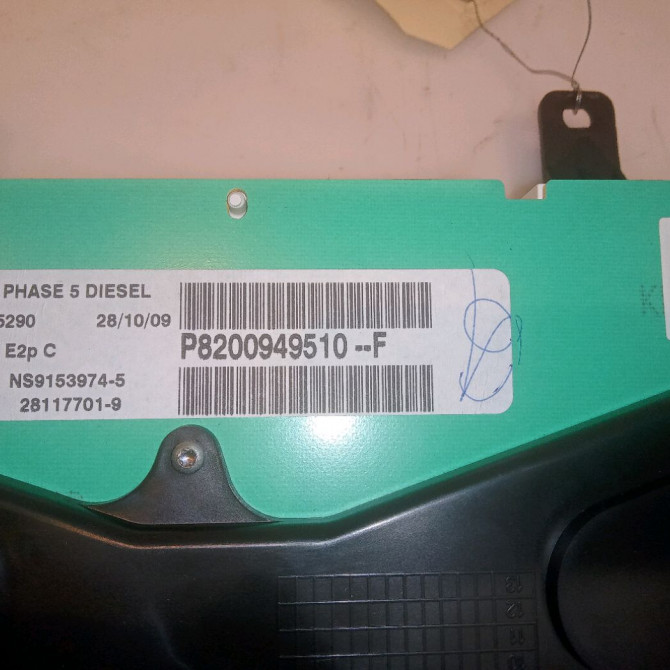 PHASE 5 DIESEL
5290 28/10/09
E2p C
P8200949510 --F
NS9153974-5
28117701-9
K